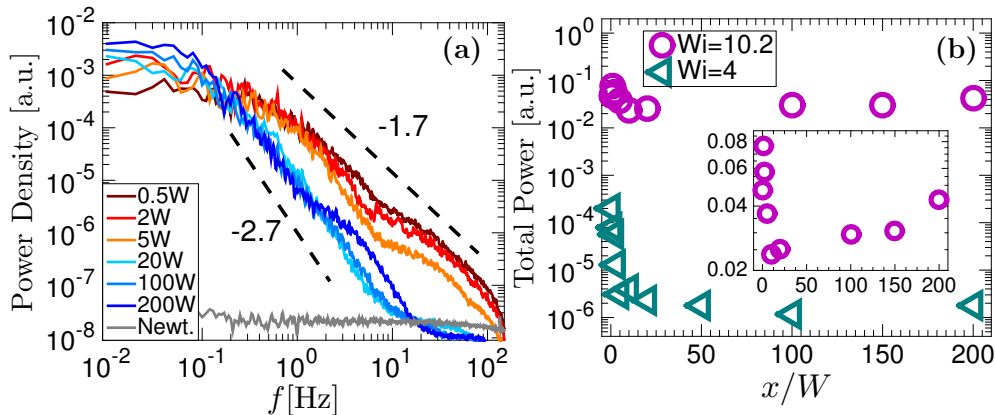 (a)
Power Density [a.u.]
10^-2
10^-3
10^-4
10^-5
10^-6
10^-7
10^-8
-1.7
-2.7
0.5W
2W
5W
20W
100W
200W
Newt.
10^-2
10^-1
10^0
10^1
10^2
f[Hz]
(b)
Total Power [a.u.]
10^0
10^-1
10^-2
10^-3
10^-4
10^-5
10^-6
Wi=10.2
Wi=4
0.08
0.06
0.04
0.02
0
50
100
150
200
0
50
100
150
200
x/W